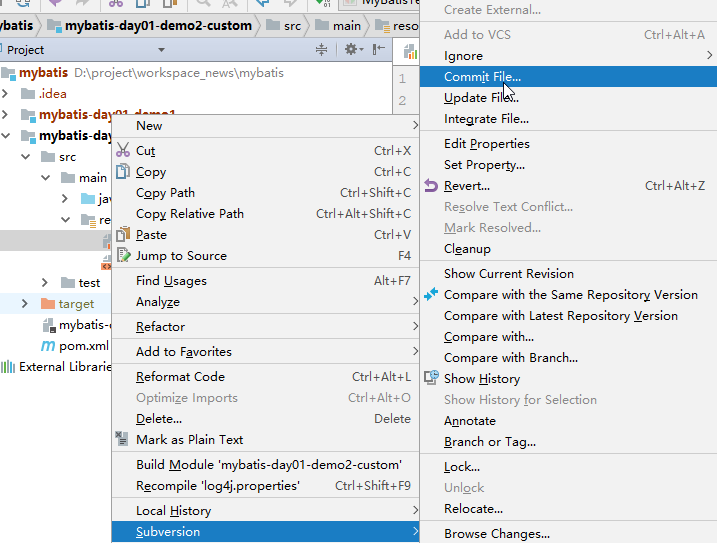 ybatis
mybatis-day01-demo2-custom
src
main
reso
Project
mybatis D:\project\workspace_news\mybatis
.idea
mybatis-day01-demo1
mybatis-day
src
main
jav
re
test
target
mybatis-d
pom.xml
External Librarie
1
2
New
Cut Ctrl+X
Copy Ctrl+C
Copy Path Ctrl+Shift+C
Copy Relative Path Ctrl+Alt+Shift+C
Paste Ctrl+V
Jump to Source F4
Find Usages Alt+F7
Analyze
Refactor
Add to Favorites
Reformat Code Ctrl+Alt+L
Optimize Imports Ctrl+Alt+O
Delete... Delete
Mark as Plain Text
Build Module 'mybatis-day01-demo2-custom'
Recompile 'log4j.properties' Ctrl+Shift+F9
Local History
Subversion
Create External...
Add to VCS Ctrl+Alt+A
Ignore
Commit File...
Update File...
Integrate File...
Edit Properties
Set Property...
Revert... Ctrl+Alt+Z
Resolve Text Conflict...
Mark Resolved...
Cleanup
Show Current Revision
Compare with the Same Repository Version
Compare with Latest Repository Version
Compare with...
Compare with Branch...
Show History
Show History for Selection
Annotate
Branch or Tag...
Lock...
Unlock
Relocate...
Browse Changes...